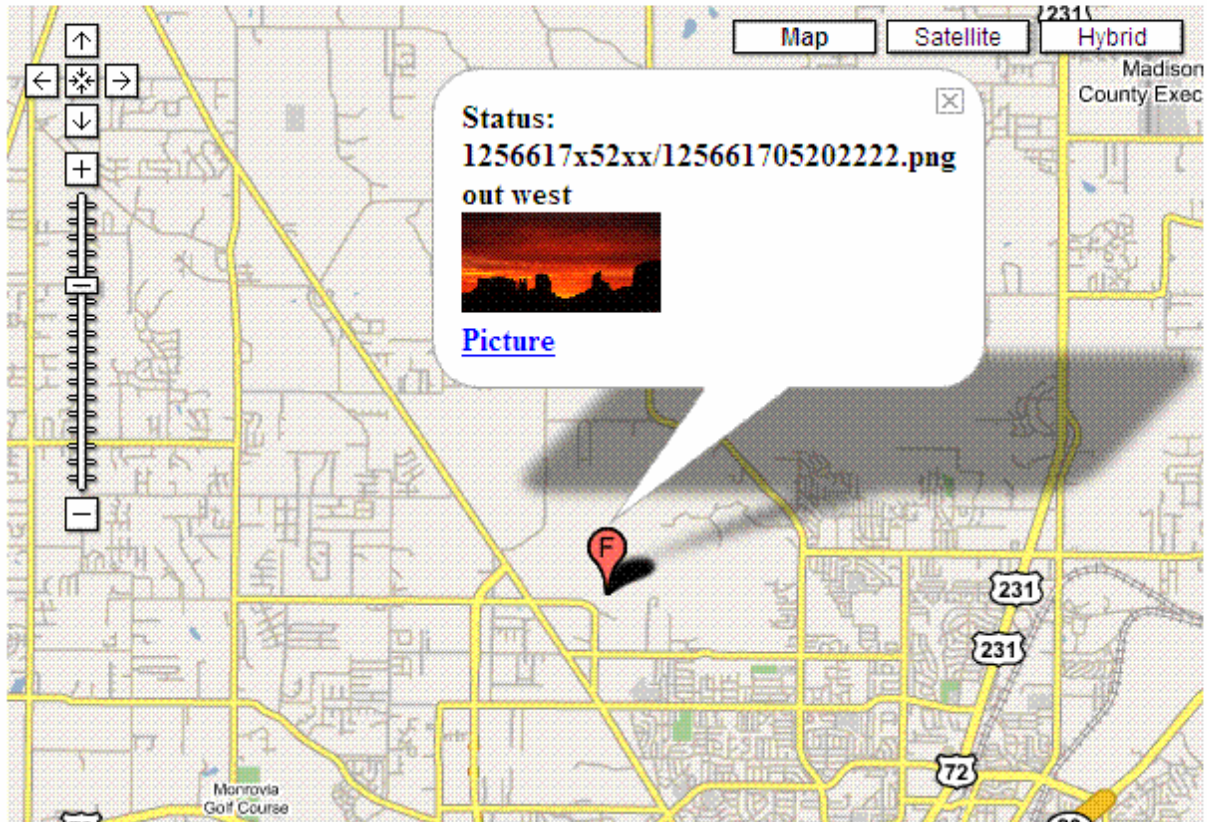 231
Map Satellite Hybrid
Madison
County Exec
Status:
1256617x52xx/125661705202222.png
out west
Picture
F
231
231
72
Monrovia
Golf Course